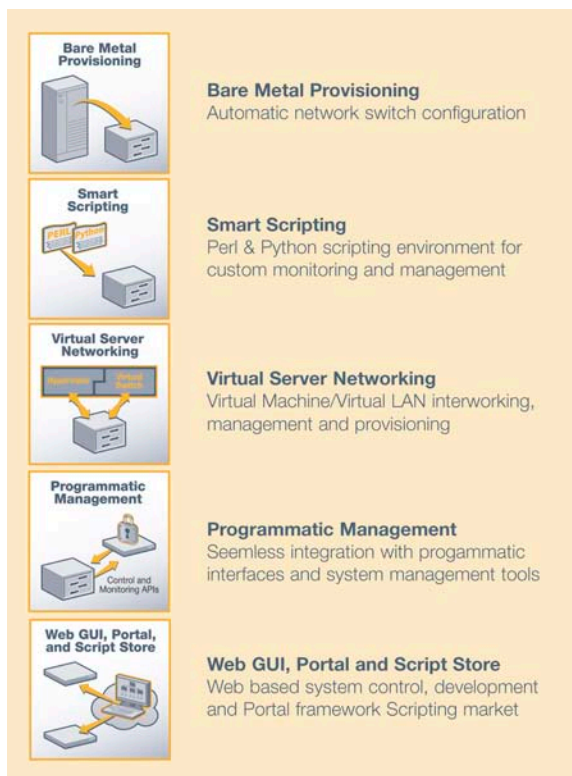 Bare Metal
Provisioning
Bare Metal Provisioning
Automatic network switch configuration
Smart
Scripting
PERL
Python
Smart Scripting
Perl & Python scripting environment for
custom monitoring and management
Virtual Server
Networking
Hypervisor
Virtual
Switch
Virtual Server Networking
Virtual Machine/Virtual LAN interworking,
management and provisioning
Programmatic
Management
Control and
Monitoring APIs
Programmatic Management
Seemless integration with progammatic
interfaces and system management tools
Web GUI, Portal,
and Script Store
Web GUI, Portal and Script Store
Web based system control, development
and Portal framework Scripting market